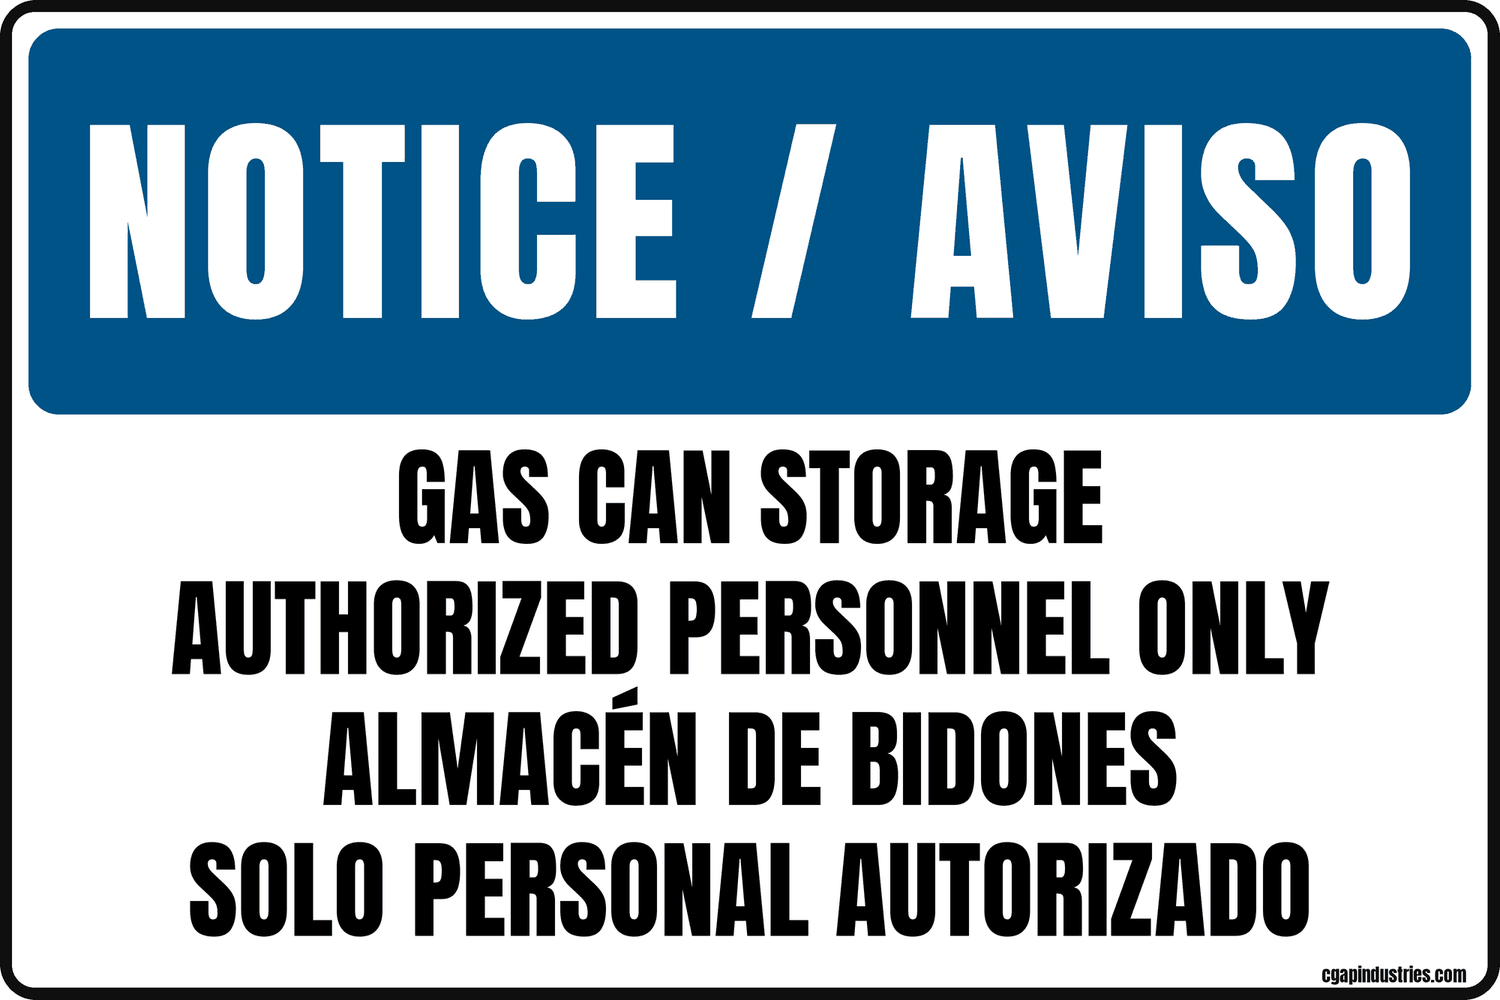 NOTICE / AVISO
GAS CAN STORAGE
AUTHORIZED PERSONNEL ONLY
ALMACÉN DE BIDONES
SOLO PERSONAL AUTORIZADO
cgapindustries.com